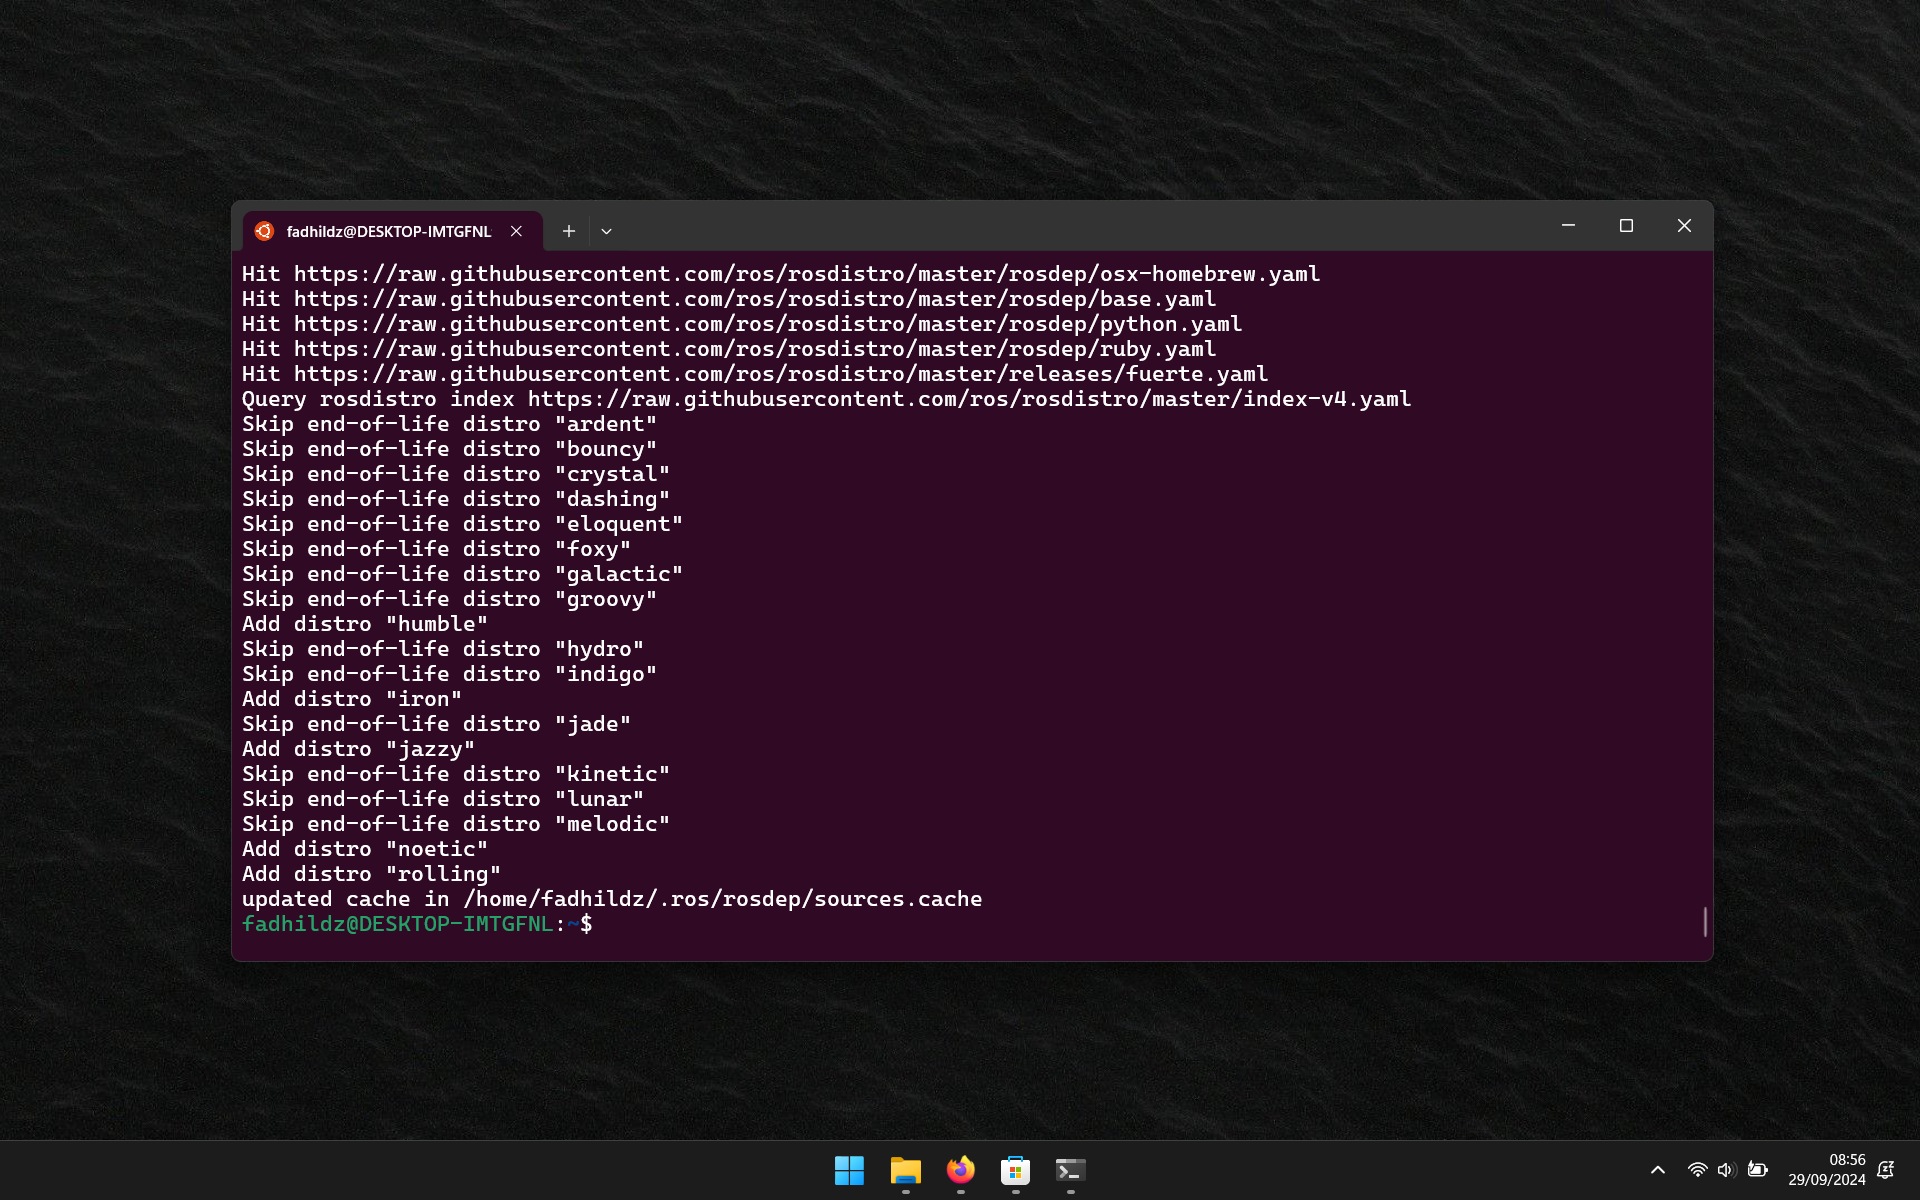 fadhildz@DESKTOP-IMTGFNL
Hit https://raw.githubusercontent.com/ros/rosdistro/master/rosdep/osx-homebrew.yaml
Hit https://raw.githubusercontent.com/ros/rosdistro/master/rosdep/base.yaml
Hit https://raw.githubusercontent.com/ros/rosdistro/master/rosdep/python.yaml
Hit https://raw.githubusercontent.com/ros/rosdistro/master/rosdep/ruby.yaml
Hit https://raw.githubusercontent.com/ros/rosdistro/master/releases/fuerte.yaml
Query rosdistro index https://raw.githubusercontent.com/ros/rosdistro/master/index-v4.yaml
Skip end-of-life distro "ardent"
Skip end-of-life distro "bouncy"
Skip end-of-life distro "crystal"
Skip end-of-life distro "dashing"
Skip end-of-life distro "eloquent"
Skip end-of-life distro "foxy"
Skip end-of-life distro "galactic"
Skip end-of-life distro "groovy"
Add distro "humble"
Skip end-of-life distro "hydro"
Skip end-of-life distro "indigo"
Add distro "iron"
Skip end-of-life distro "jade"
Add distro "jazzy"
Skip end-of-life distro "kinetic"
Skip end-of-life distro "lunar"
Skip end-of-life distro "melodic"
Add distro "noetic"
Add distro "rolling"
updated cache in /home/fadhildz/.ros/rosdep/sources.cache
fadhildz@DESKTOP-IMTGFNL:~$
08:56
29/09/2024